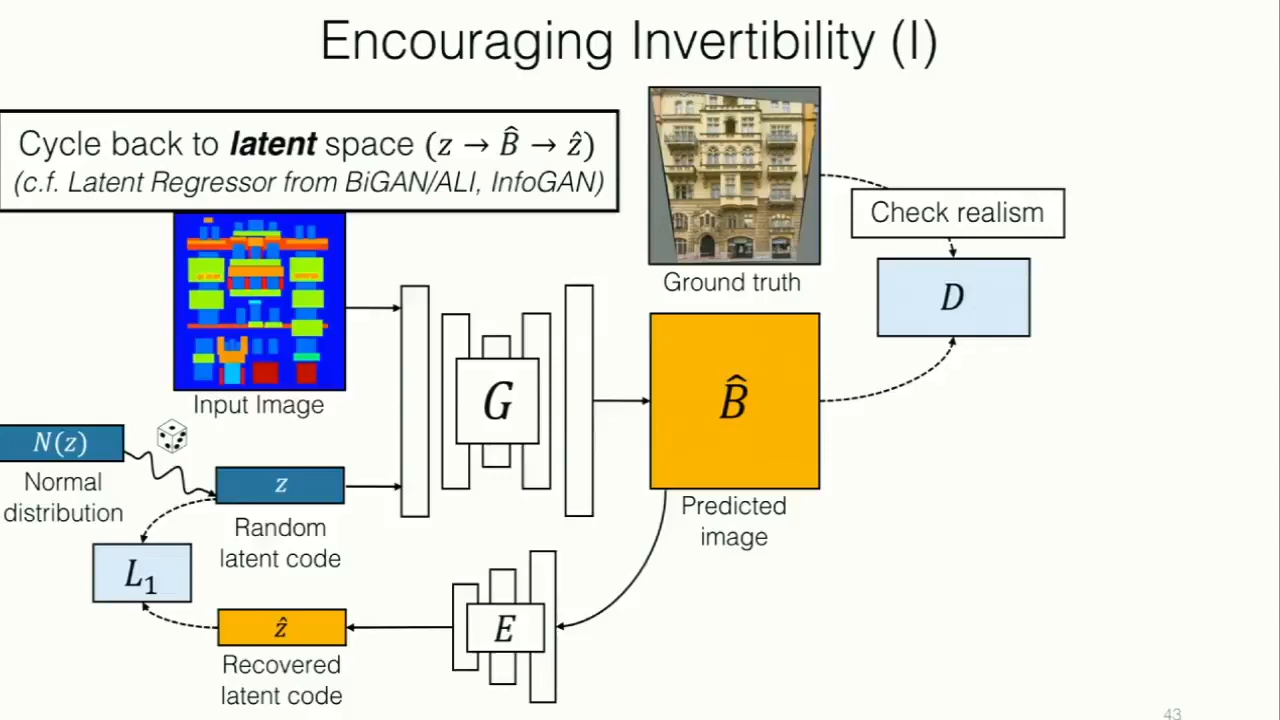 Encouraging Invertibility (I)
Cycle back to latent space (z → B̂ → ẑ)
(c.f. Latent Regressor from BiGAN/ALI, InfoGAN)
Ground truth
Check realism
D
Input Image
G
B̂
Predicted
image
N(z)
Normal
distribution
z
Random
latent code
L₁
ẑ
Recovered
latent code
E
43